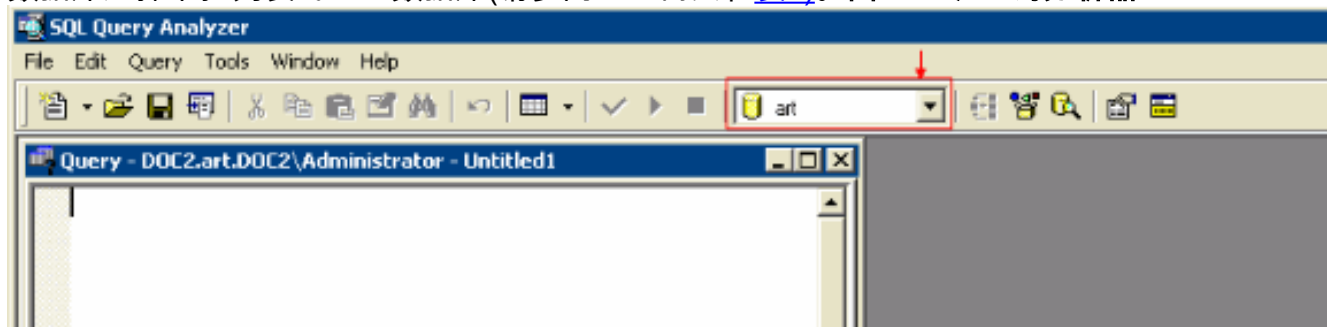 SQL Query Analyzer
File Edit Query Tools Window Help
art
Query - DOC2.art.DOC2\Administrator - Untitled1